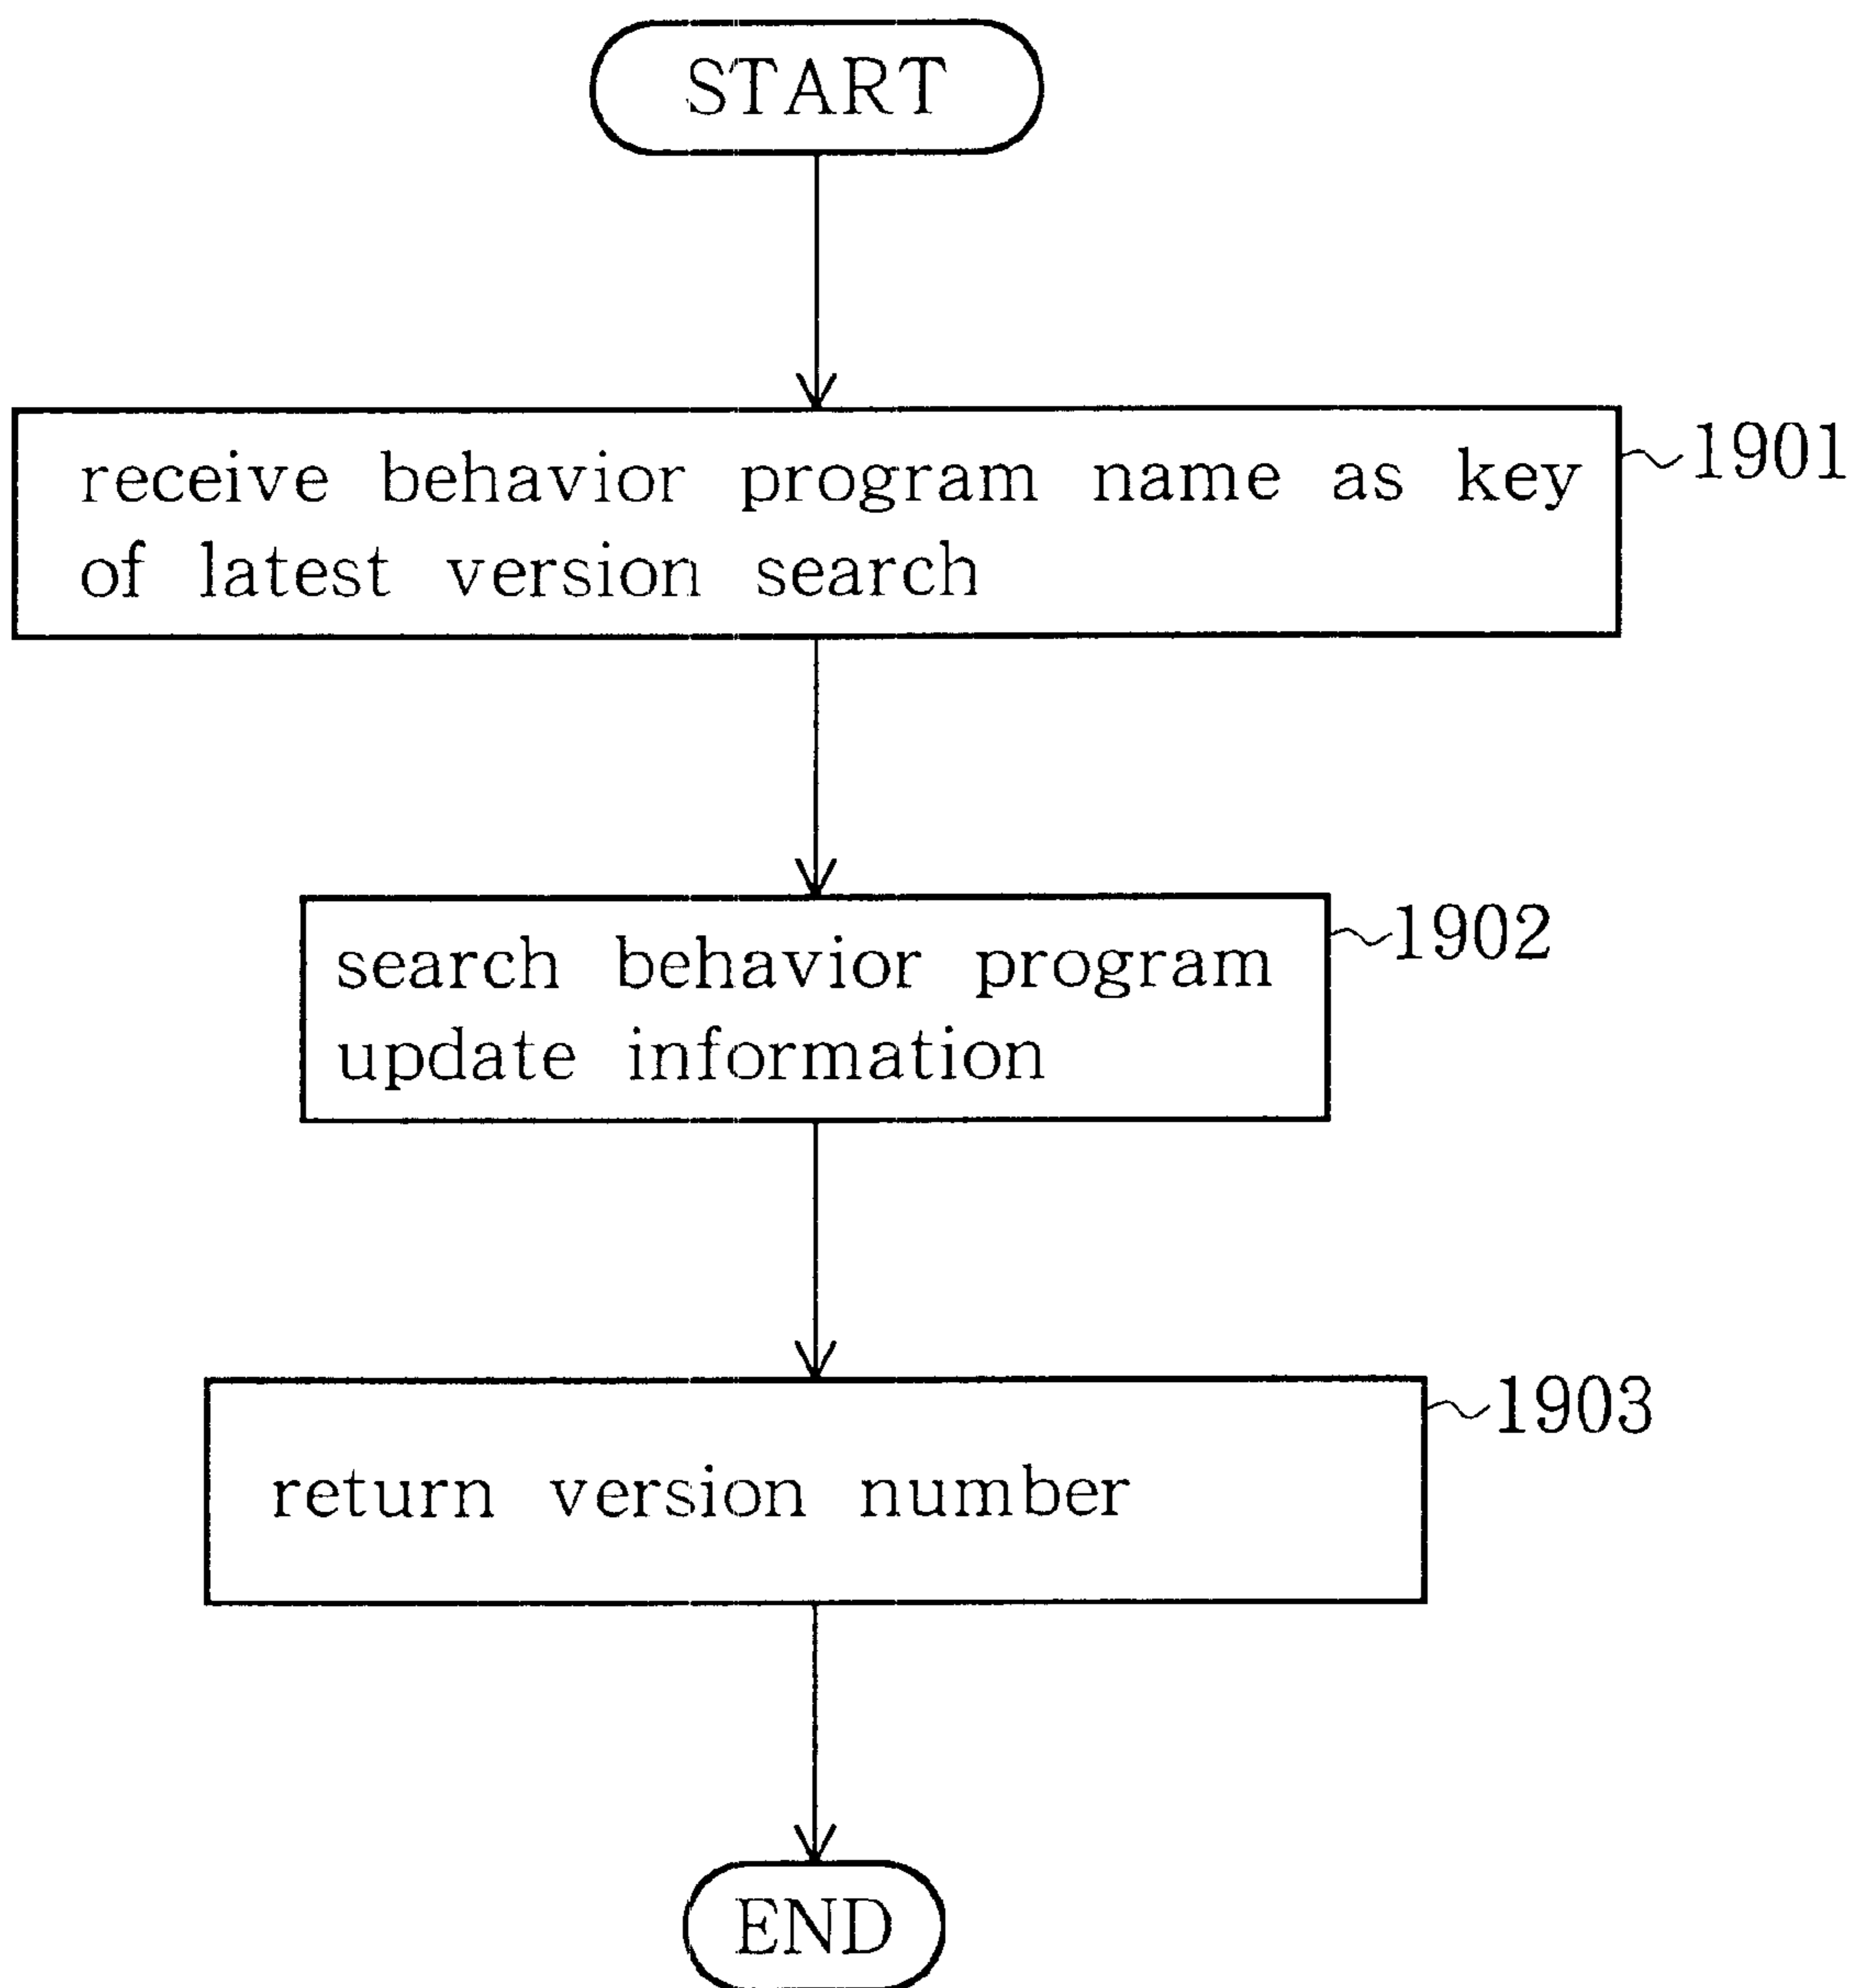 START
receive behavior program name as key
of latest version search
1901
search behavior program
update information
1902
return version number
1903
END